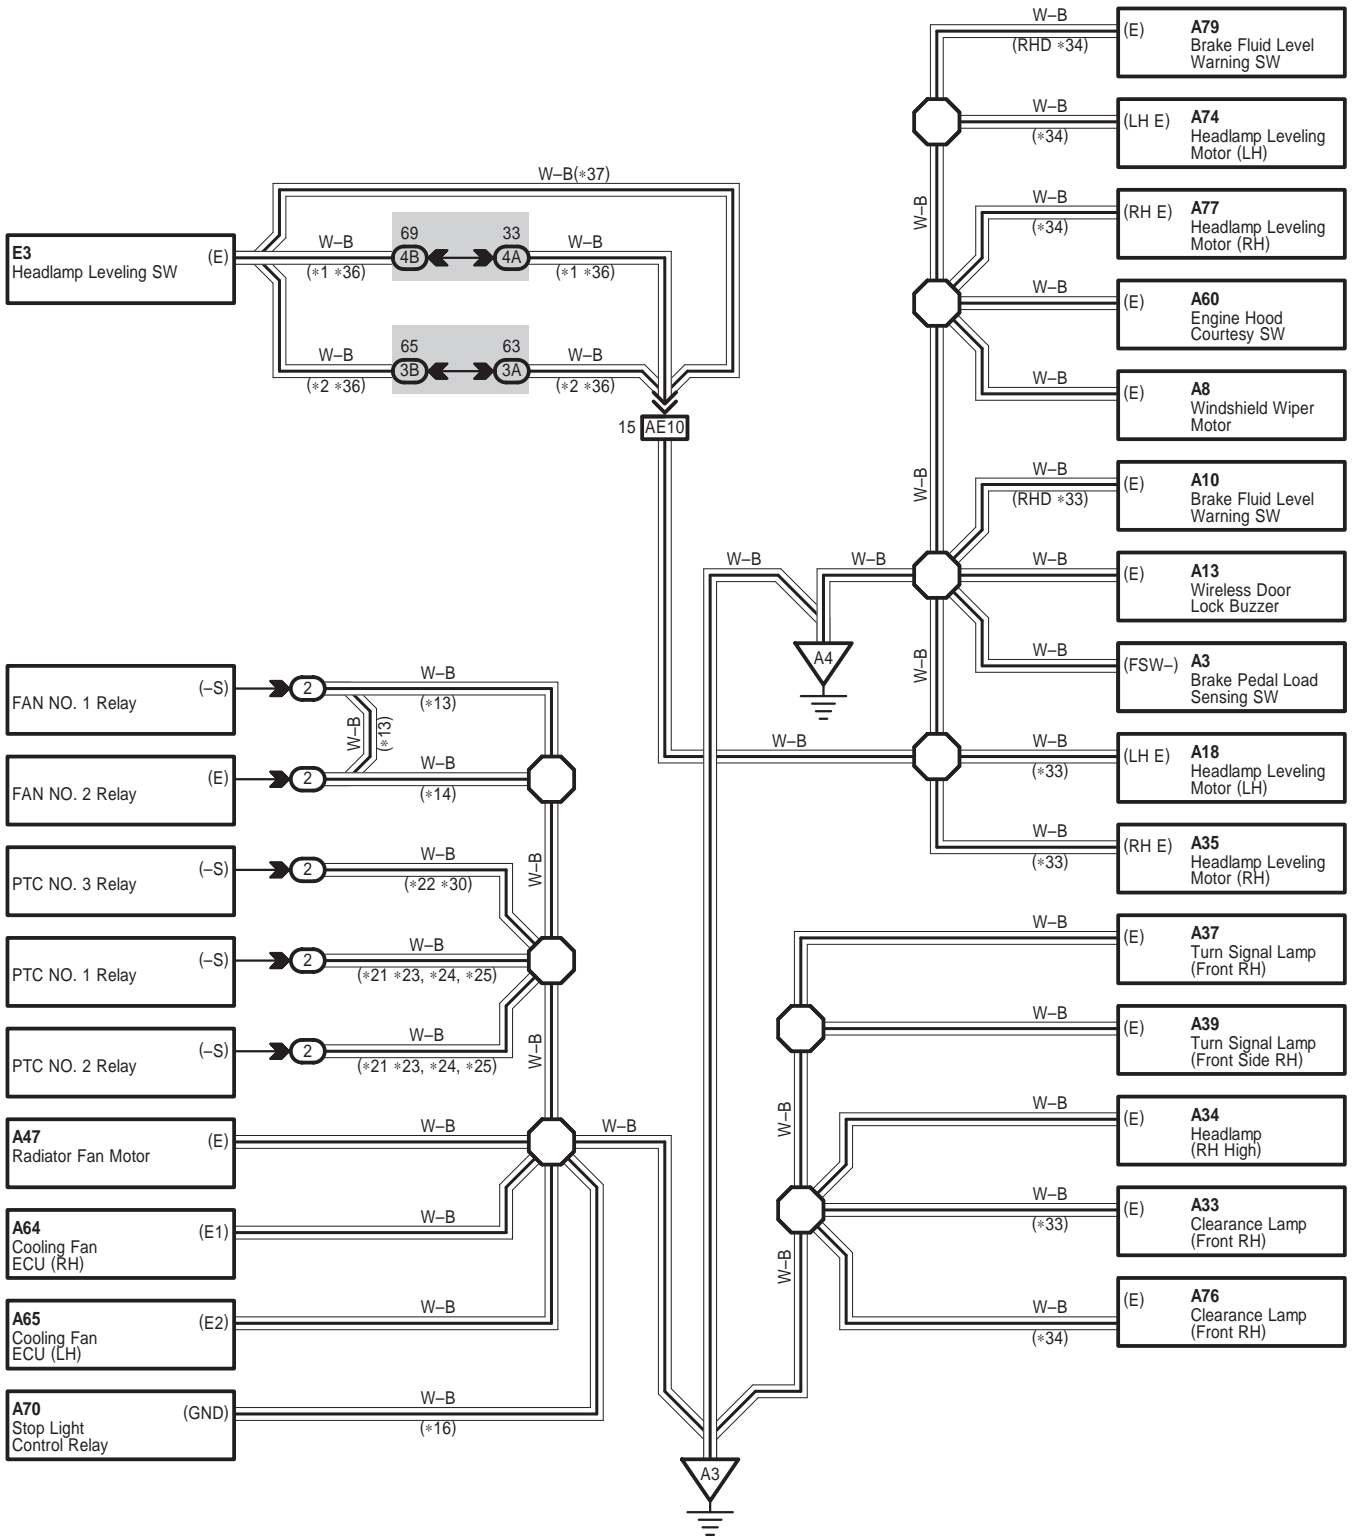 W–B
(RHD *34)
(E)
A79
Brake Fluid Level
Warning SW
W–B
(*34)
(LH E)
A74
Headlamp Leveling
Motor (LH)
W–B
W–B
(*34)
(RH E)
A77
Headlamp Leveling
Motor (RH)
W–B
(E)
A60
Engine Hood
Courtesy SW
W–B
(E)
A8
Windshield Wiper
Motor
W–B
W–B
(RHD *33)
(E)
A10
Brake Fluid Level
Warning SW
W–B
(E)
A13
Wireless Door
Lock Buzzer
W–B
W–B
(FSW–)
A3
Brake Pedal Load
Sensing SW
W–B
(*33)
(LH E)
A18
Headlamp Leveling
Motor (LH)
W–B
(*33)
(RH E)
A35
Headlamp Leveling
Motor (RH)
W–B
(E)
A37
Turn Signal Lamp
(Front RH)
W–B
(E)
A39
Turn Signal Lamp
(Front Side RH)
W–B
W–B
(E)
A34
Headlamp
(RH High)
W–B
(*33)
(E)
A33
Clearance Lamp
(Front RH)
W–B
W–B
(*34)
(E)
A76
Clearance Lamp
(Front RH)
W–B(*37)
E3
Headlamp Leveling SW
(E)
W–B
(*1 *36)
69
4B
33
4A
W–B
(*1 *36)
W–B
(*2 *36)
65
3B
63
3A
W–B
(*2 *36)
15
AE10
W–B
W–B
A4
W–B
FAN NO. 1 Relay
(–S)
2
W–B
(*13)
W–B
(*13)
FAN NO. 2 Relay
(E)
2
W–B
(*14)
W–B
PTC NO. 3 Relay
(–S)
2
W–B
(*22 *30)
PTC NO. 1 Relay
(–S)
2
W–B
(*21 *23, *24, *25)
W–B
PTC NO. 2 Relay
(–S)
2
W–B
(*21 *23, *24, *25)
A47
Radiator Fan Motor
(E)
W–B
W–B
A64
Cooling Fan
ECU (RH)
(E1)
W–B
A65
Cooling Fan
ECU (LH)
(E2)
W–B
A70
Stop Light
Control Relay
(GND)
W–B
(*16)
A3